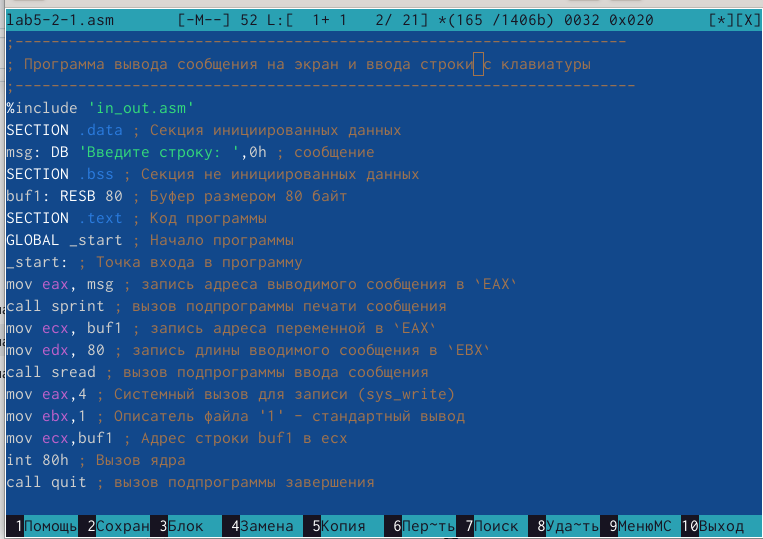 lab5-2-1.asm [-M--] 52 L:[ 1+ 1 2/ 21] *(165 /1406b) 0032 0x020 [*][X]
;--------------------------------------------------------------------
; Программа вывода сообщения на экран и ввода строки с клавиатуры
;---------------------------------------------------------------------
%include 'in_out.asm'
SECTION .data ; Секция инициированных данных
msg: DB 'Введите строку: ',0h ; сообщение
SECTION .bss ; Секция не инициированных данных
buf1: RESB 80 ; Буфер размером 80 байт
SECTION .text ; Код программы
GLOBAL _start ; Начало программы
_start: ; Точка входа в программу
mov eax, msg ; запись адреса выводимого сообщения в `EAX`
call sprint ; вызов подпрограммы печати сообщения
mov ecx, buf1 ; запись адреса переменной в `EAX`
mov edx, 80 ; запись длины вводимого сообщения в `EBX`
call sread ; вызов подпрограммы ввода сообщения
mov eax,4 ; Системный вызов для записи (sys_write)
mov ebx,1 ; Описатель файла '1' - стандартный вывод
mov ecx,buf1 ; Адрес строки buf1 в ecx
int 80h ; Вызов ядра
call quit ; вызов подпрограммы завершения
1Помощь 2Сохран 3Блок 4Замена 5Копия 6Пер~ть 7Поиск 8Уда~ть 9МенюMC 10Выход